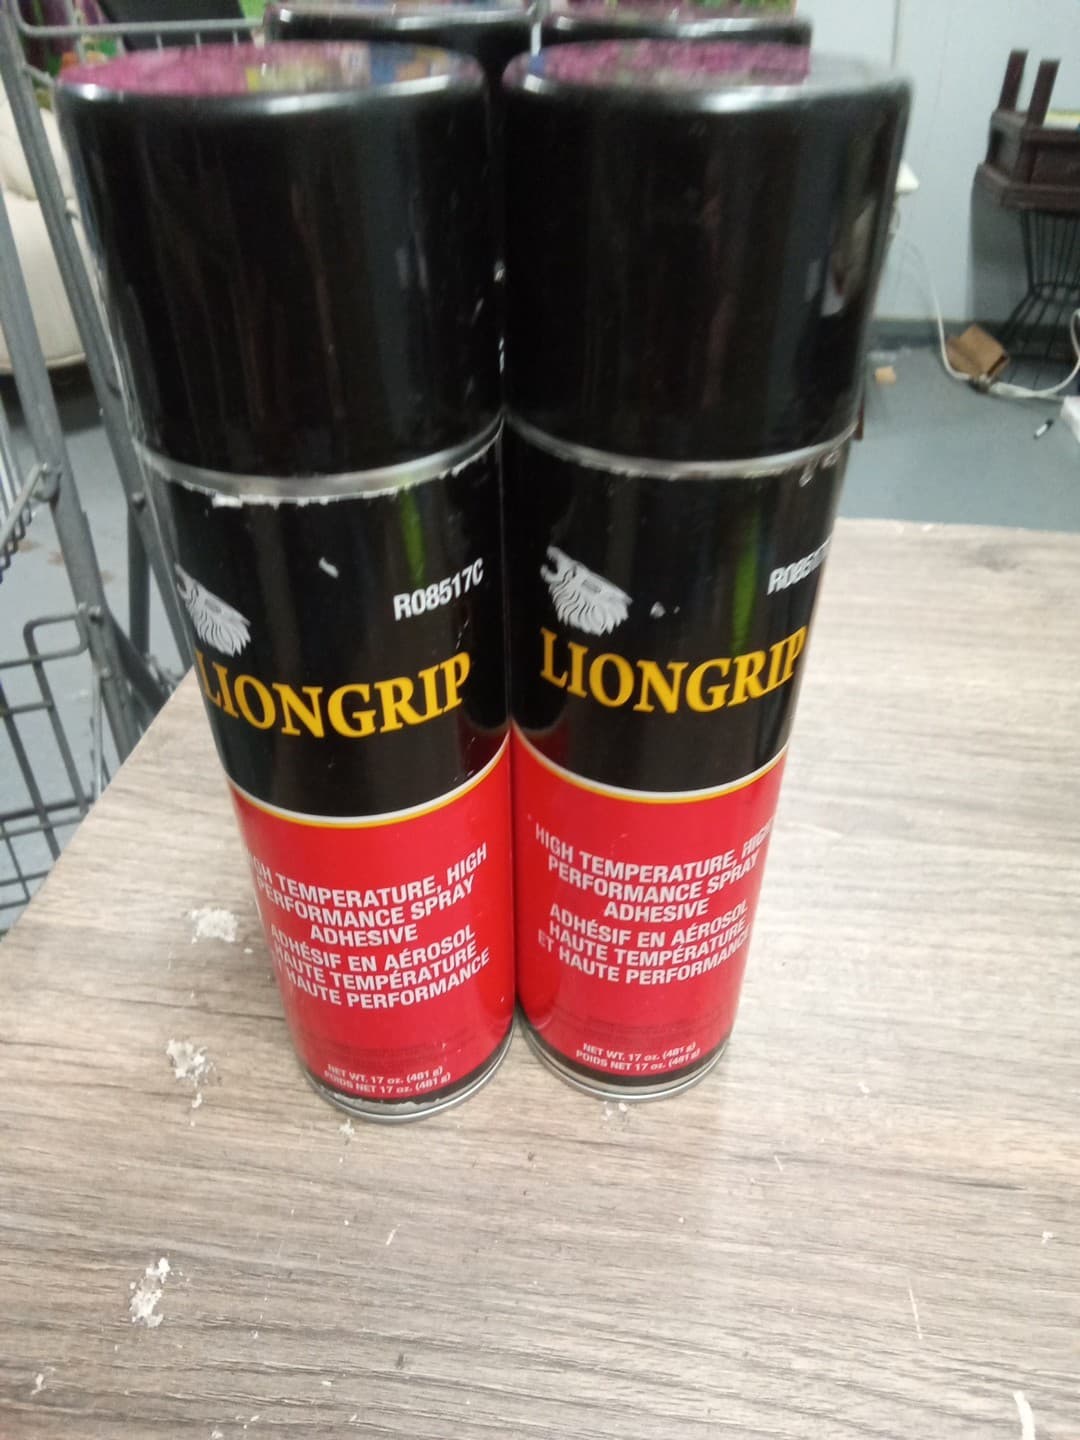 R08517C
LIONGRIP
TEMPERATURE, HIGH
PERFORMANCE SPRAY
ADHESIVE
ADHÉSIF EN AÉROSOL
HAUTE TEMPÉRATURE
HAUTE PERFORMANCE
NET WT. 17 oz. (481 g)
POIDS NET 17 oz. (481 g)
LIONGRIP
HIGH TEMPERATURE, HIGH
PERFORMANCE SPRAY
ADHESIVE
ADHÉSIF EN AÉROSOL
HAUTE TEMPÉRATURE
ET HAUTE PERFORMANCE
NET WT. 17 oz. (481 g)
POIDS NET 17 oz. (481 g)